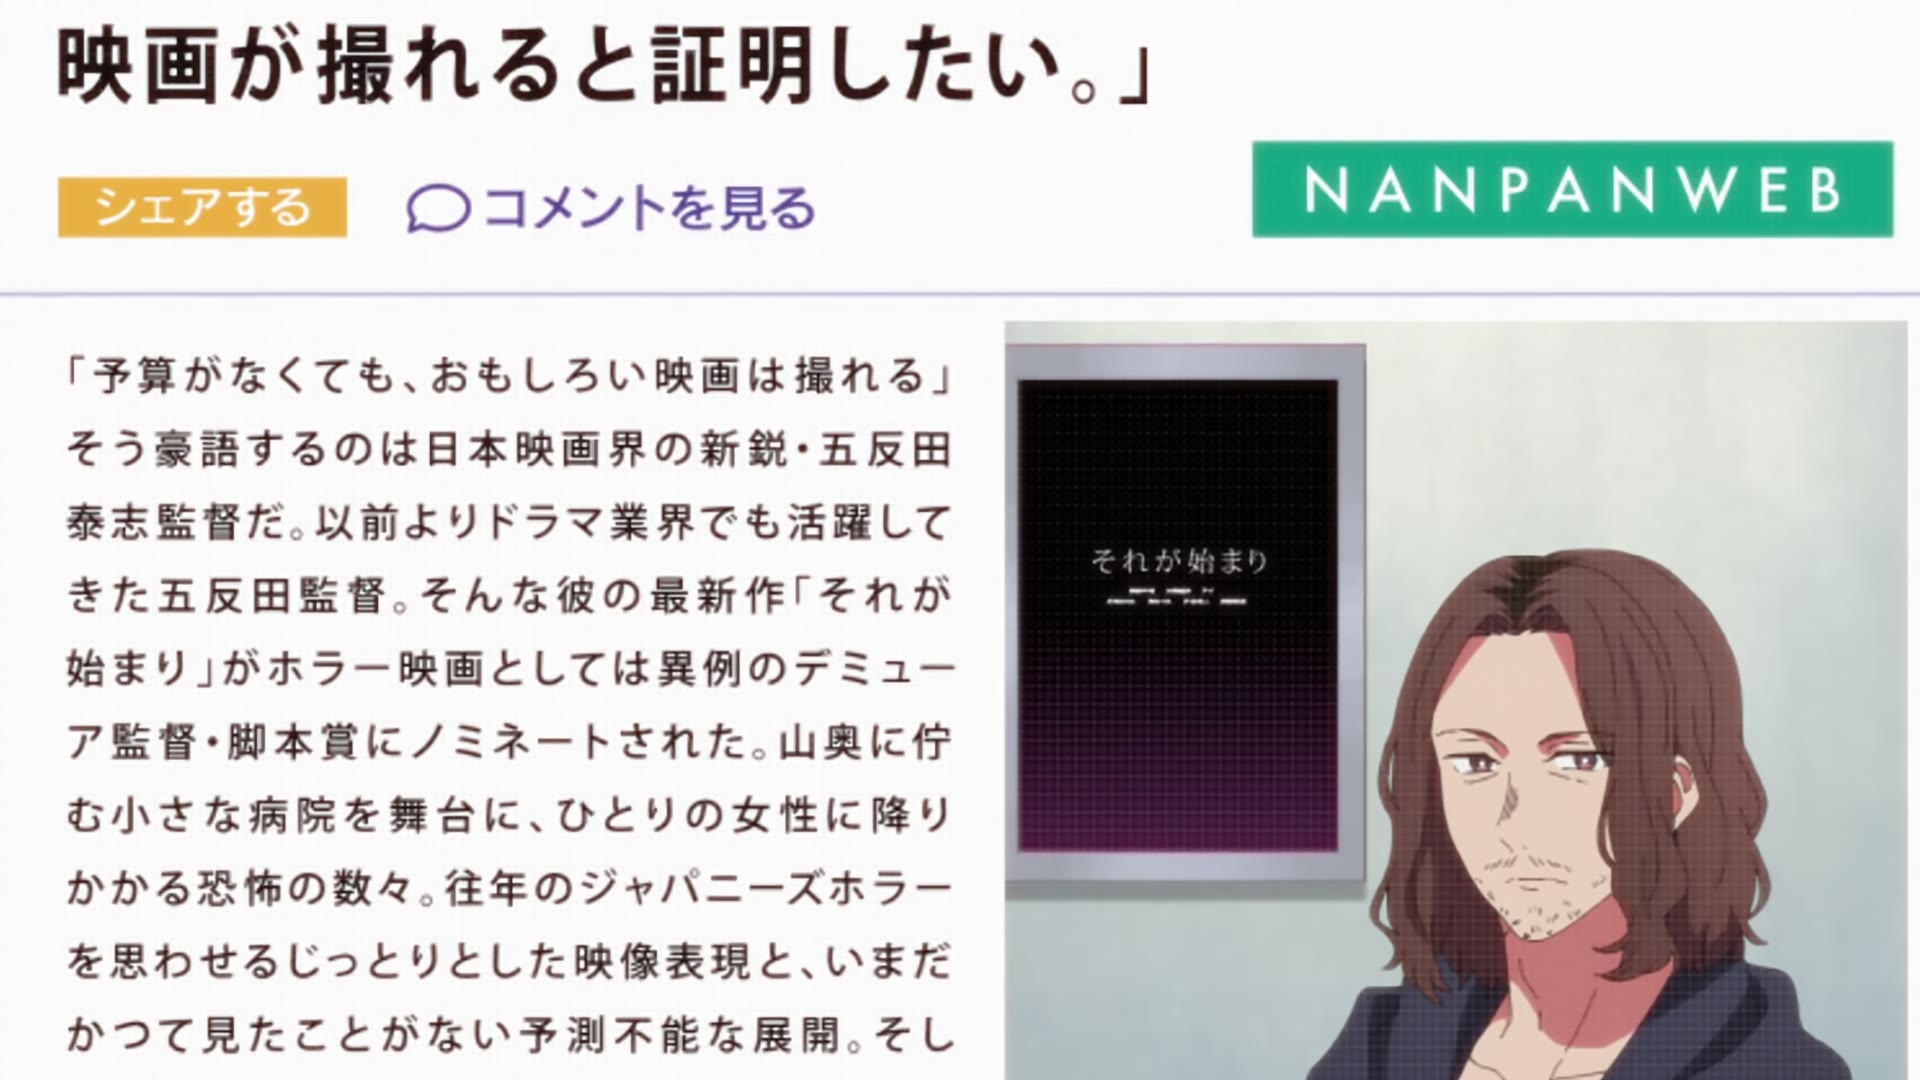 映画が撮れると証明したい。」
シェアする
コメントを見る
NANPANWEB
「予算がなくても、おもしろい映画は撮れる」
そう豪語するのは日本映画界の新鋭・五反田
泰志監督だ。以前よりドラマ業界でも活躍して
きた五反田監督。そんな彼の最新作「それが
始まり」がホラー映画としては異例のデミュー
ア監督・脚本賞にノミネートされた。山奥に佇
む小さな病院を舞台に、ひとりの女性に降り
かかる恐怖の数々。往年のジャパニーズホラー
を思わせるじっとりとした映像表現と、いまだ
かつて見たことがない予測不能な展開。そし
それが始まり